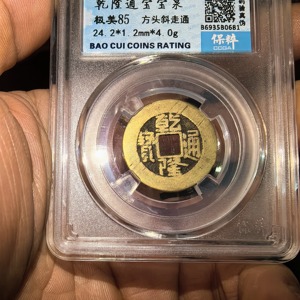 乾隆通宝宝泉
极美85 方头斜走通
24.2*1.2mm*4.0g
BAO CUI COINS RATING
8693580681
保粹
乾隆通寳